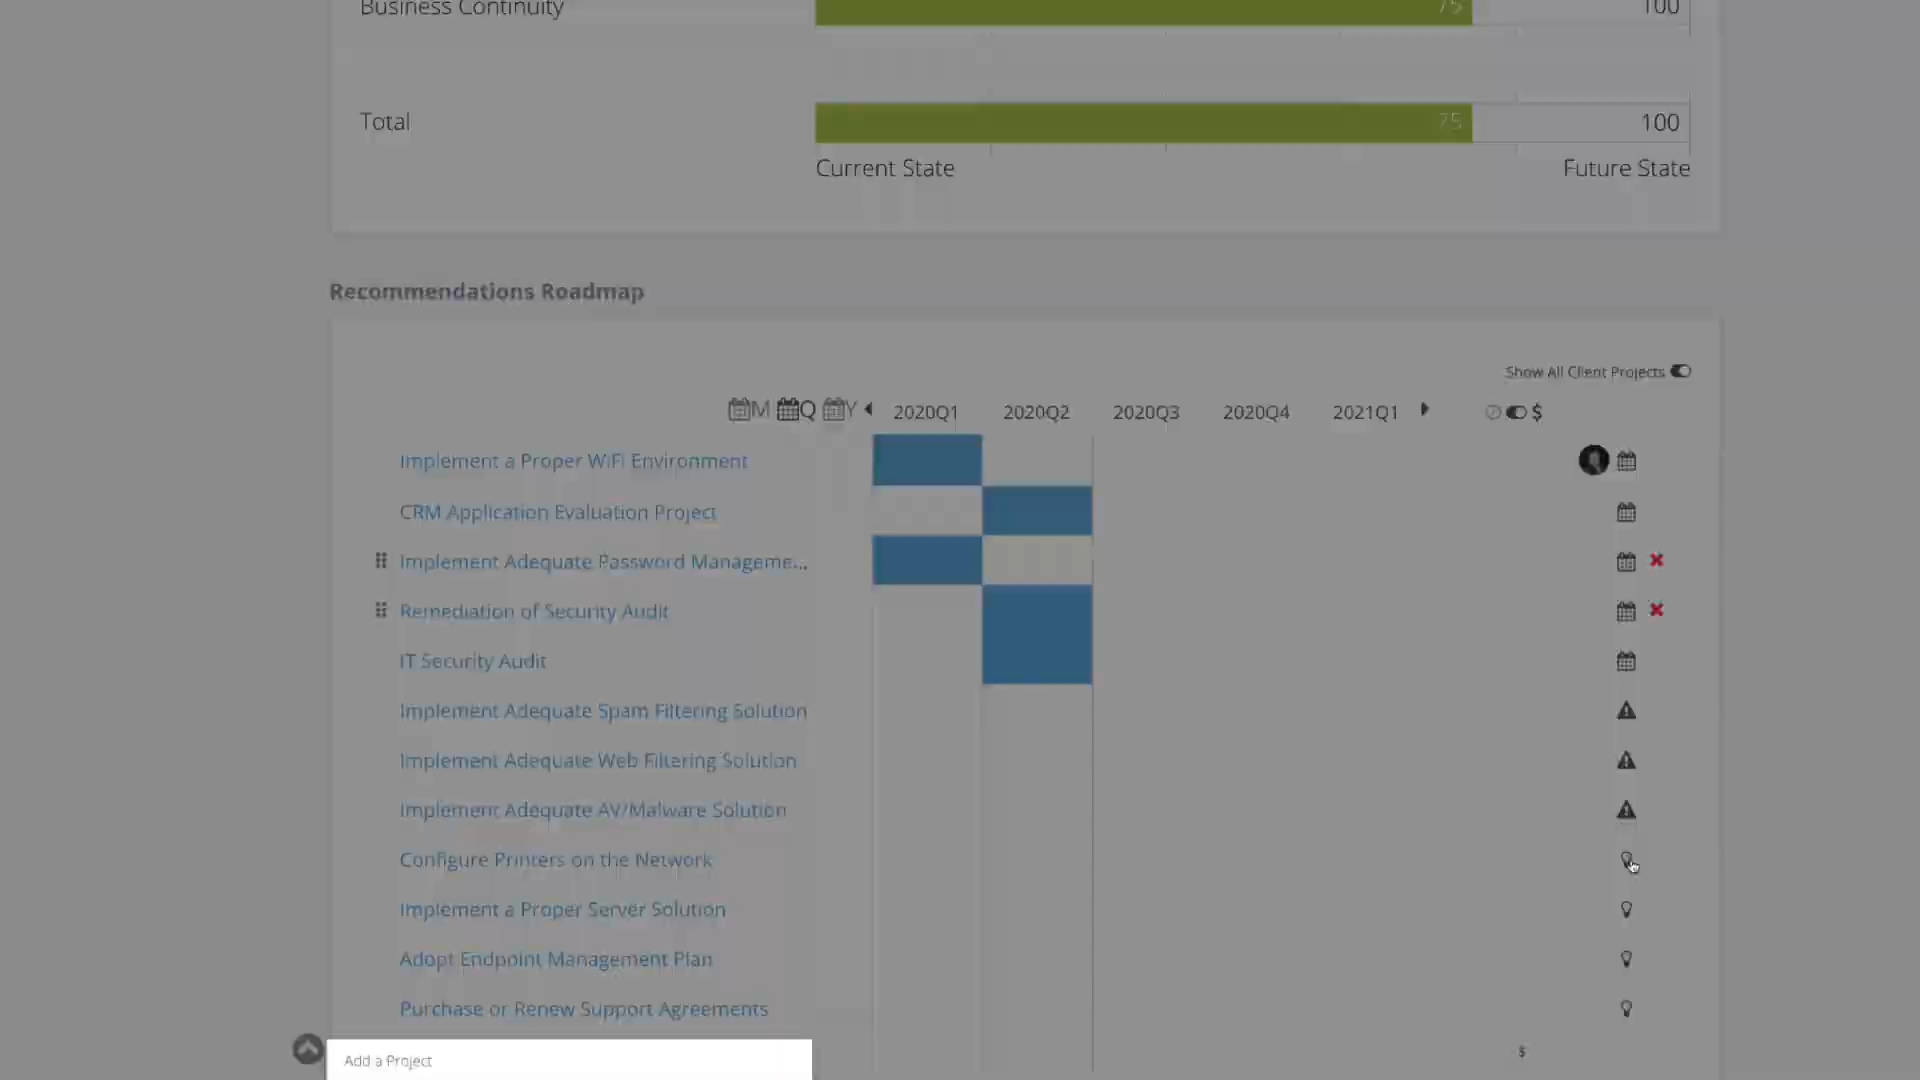 Business Continuity 75 100
Total 75 100
Current State Future State
Recommendations Roadmap
Show All Client Projects
M Q Y 2020Q1 2020Q2 2020Q3 2020Q4 2021Q1 $
Implement a Proper WiFi Environment
CRM Application Evaluation Project
Implement Adequate Password Manageme...
Remediation of Security Audit
IT Security Audit
Implement Adequate Spam Filtering Solution
Implement Adequate Web Filtering Solution
Implement Adequate AV/Malware Solution
Configure Printers on the Network
Implement a Proper Server Solution
Adopt Endpoint Management Plan
Purchase or Renew Support Agreements
Add a Project $